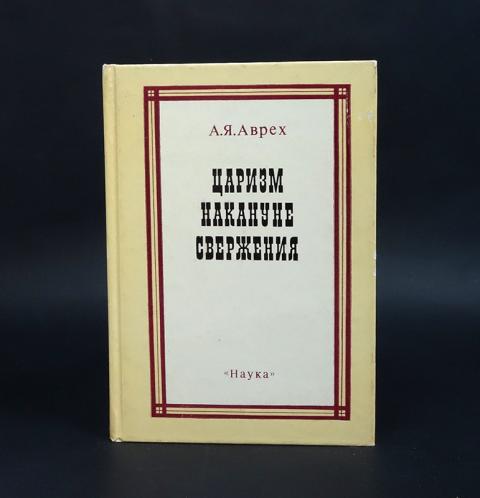 А.Я.Аврех
ЦАРИЗМ
НАКАНУНЕ
СВЕРЖЕНИЯ
«Наука»